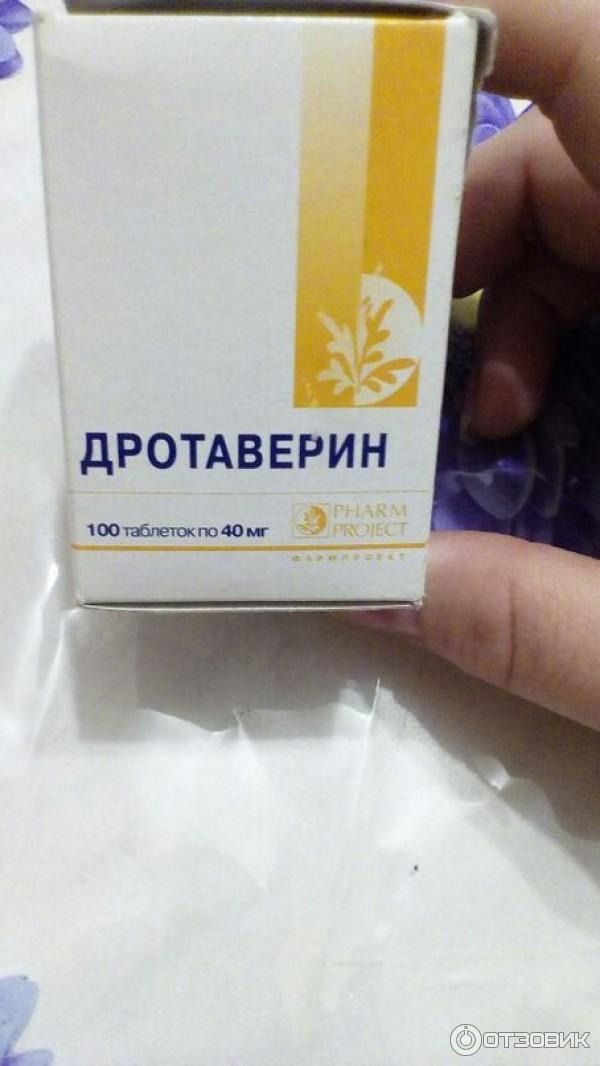 ДРОТАВЕРИН
100 таблеток по 40 мг
PHARM
PROJECT
ФАРМПРОЕКТ
ОТЗОВИК